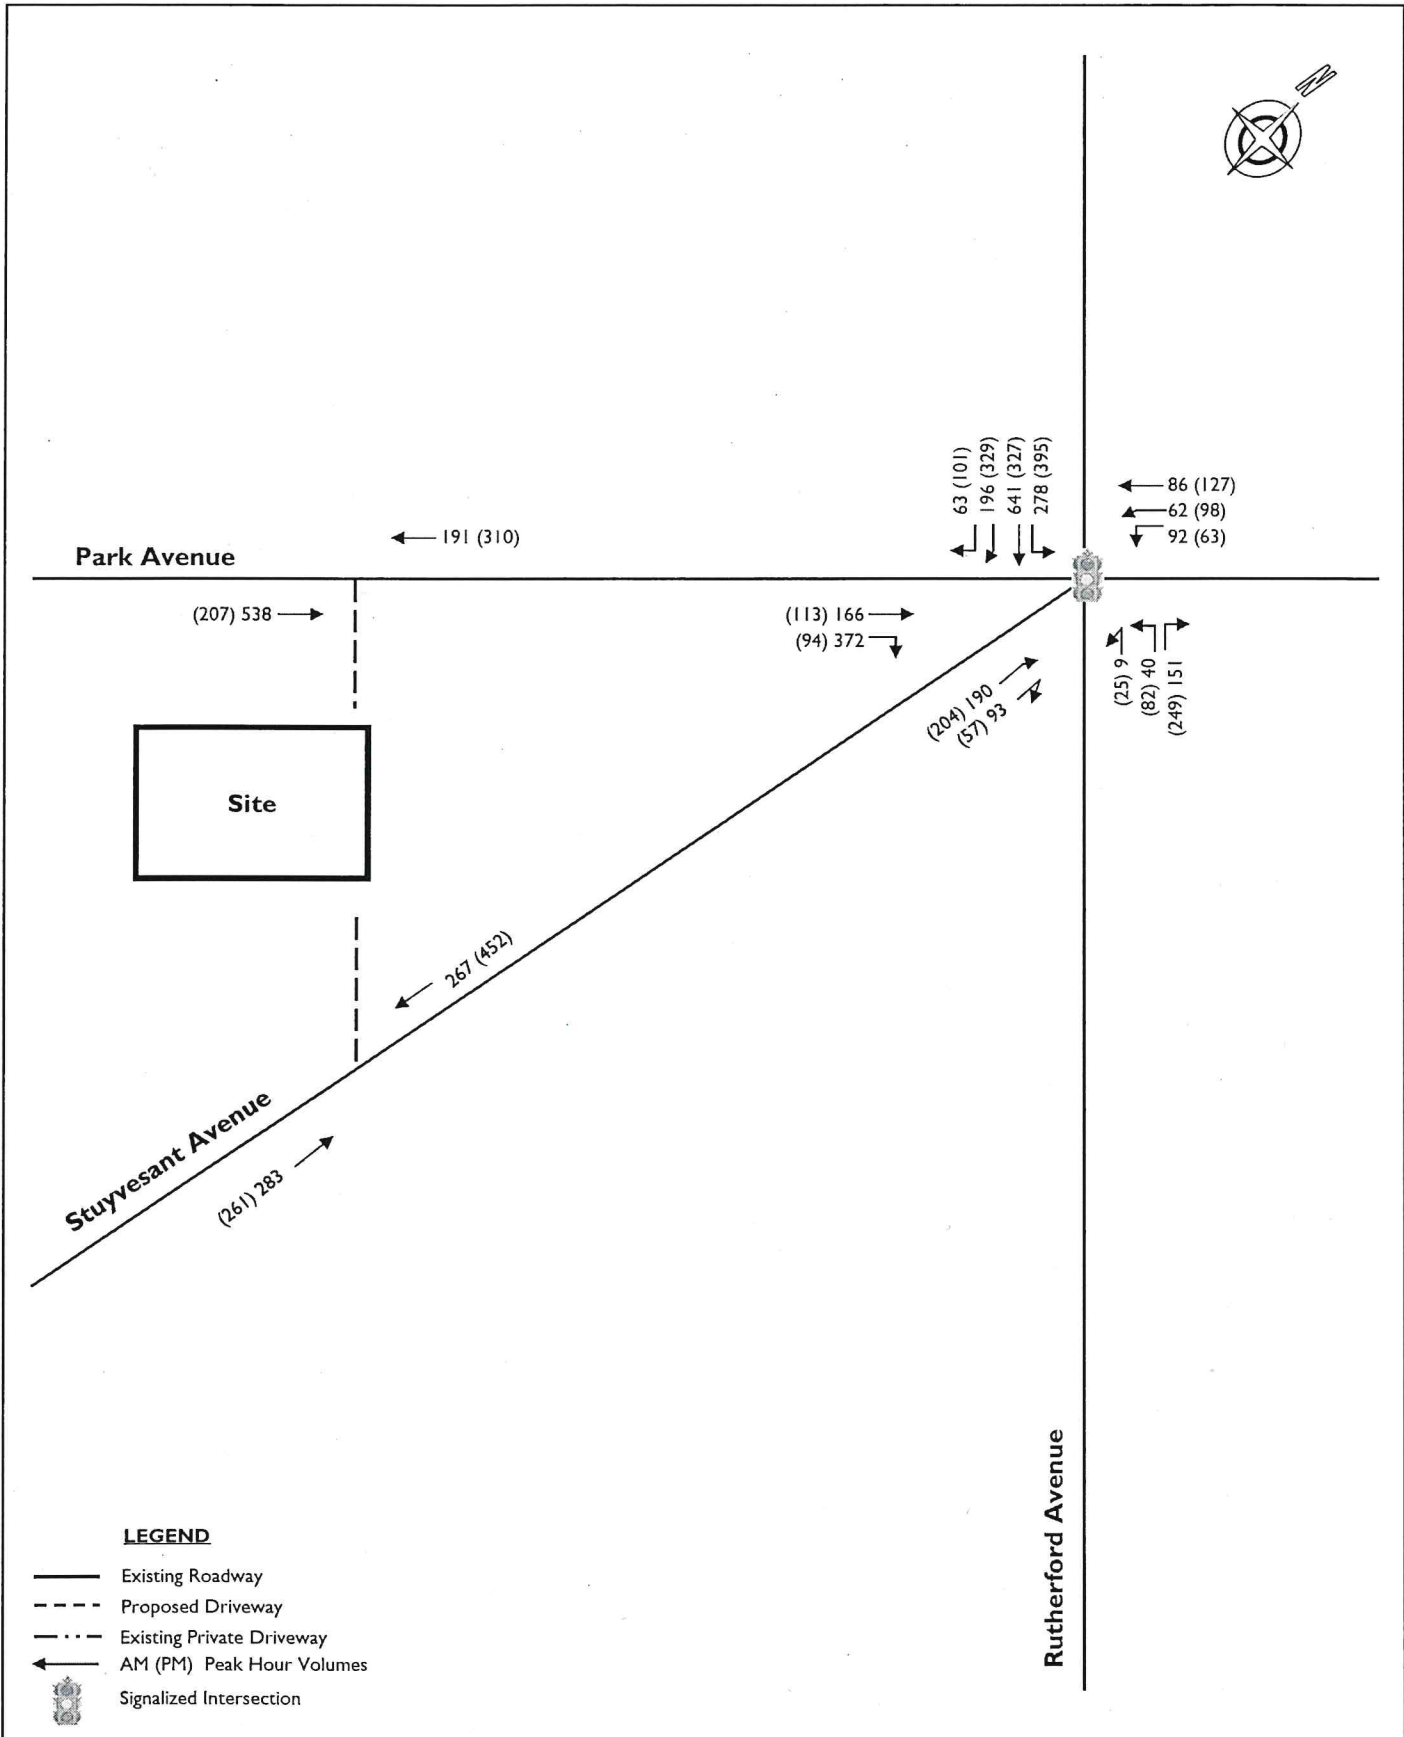 N
63 (101)
196 (329)
641 (327)
278 (395)
86 (127)
62 (98)
92 (63)
191 (310)
Park Avenue
(207) 538
(113) 166
(94) 372
(25) 9
(82) 40
(249) 151
(204) 190
(57) 93
Site
267 (452)
Stuyvesant Avenue
(261) 283
Rutherford Avenue
LEGEND
Existing Roadway
Proposed Driveway
Existing Private Driveway
AM (PM) Peak Hour Volumes
Signalized Intersection